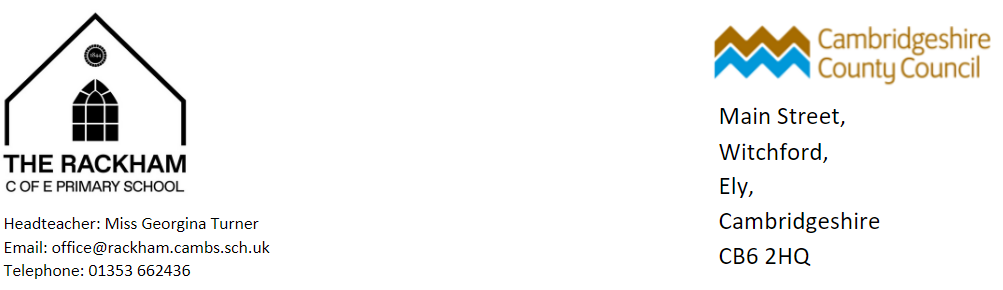 THE RACKHAM
C OF E PRIMARY SCHOOL
Headteacher: Miss Georgina Turner
Email: office@rackham.cambs.sch.uk
Telephone: 01353 662436
Cambridgeshire
County Council
Main Street,
Witchford,
Ely,
Cambridgeshire
CB6 2HQ